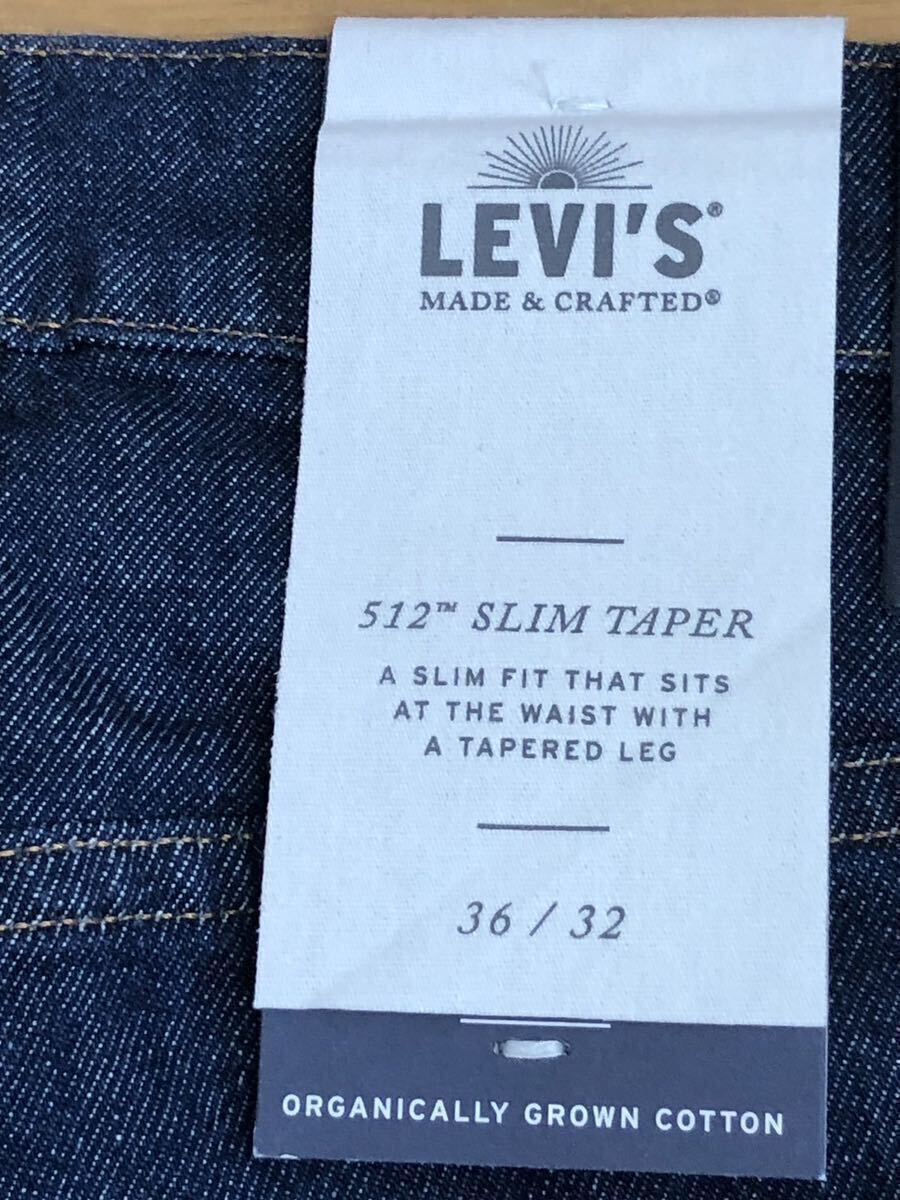 LEVI'S®
MADE & CRAFTED®
512™ SLIM TAPER
A SLIM FIT THAT SITS
AT THE WAIST WITH
A TAPERED LEG
36 / 32
ORGANICALLY GROWN COTTON